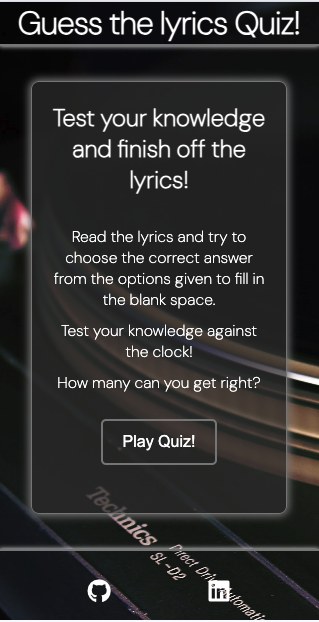 Guess the lyrics Quiz!
Test your knowledge
and finish off the
lyrics!
Read the lyrics and try to
choose the correct answer
from the options given to fill in
the blank space.
Test your knowledge against
the clock!
How many can you get right?
Play Quiz!
Technics
SL-D2
Direct Drive Automatic
in